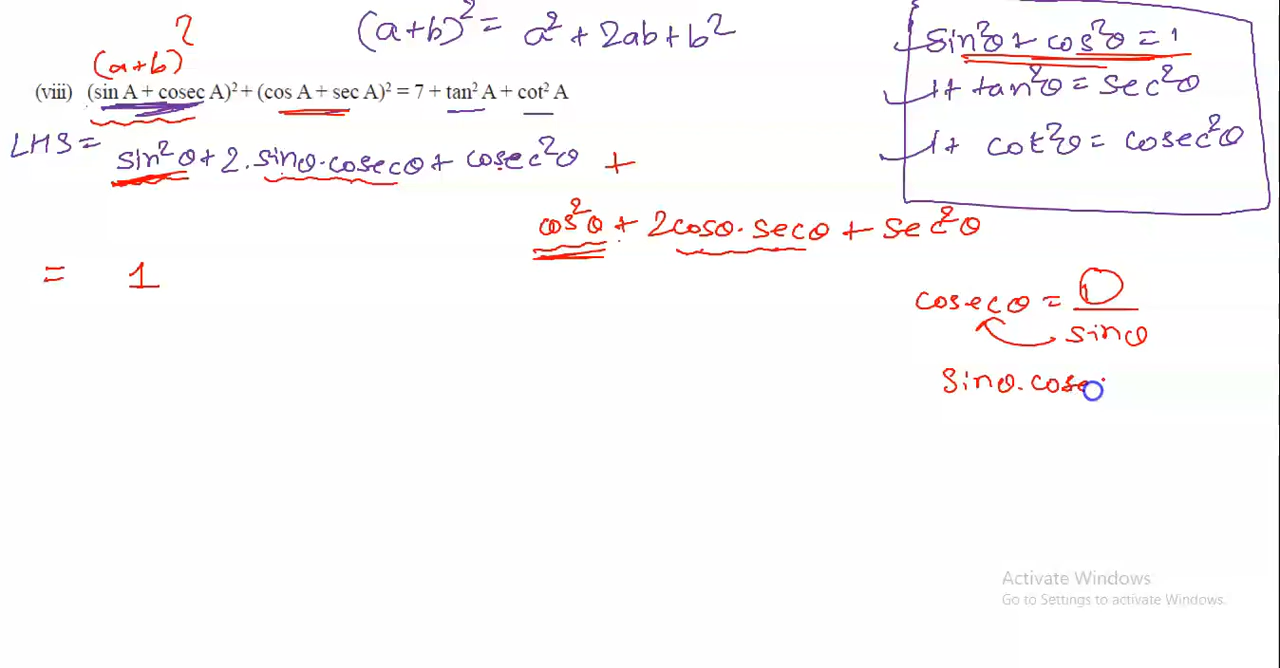 (a+b)² = a² + 2ab + b²
(a+b)²
sin²θ + cos²θ = 1
1 + tan²θ = sec²θ
1 + cot²θ = cosec²θ
(viii) (sin A + cosec A)² + (cos A + sec A)² = 7 + tan² A + cot² A
LHS = sin²θ + 2.sinθ.cosecθ + cosec²θ +
cos²θ + 2cosθ.secθ + sec²θ
= 1
cosecθ = 1/sinθ
sinθ.cose
Activate Windows
Go to Settings to activate Windows.